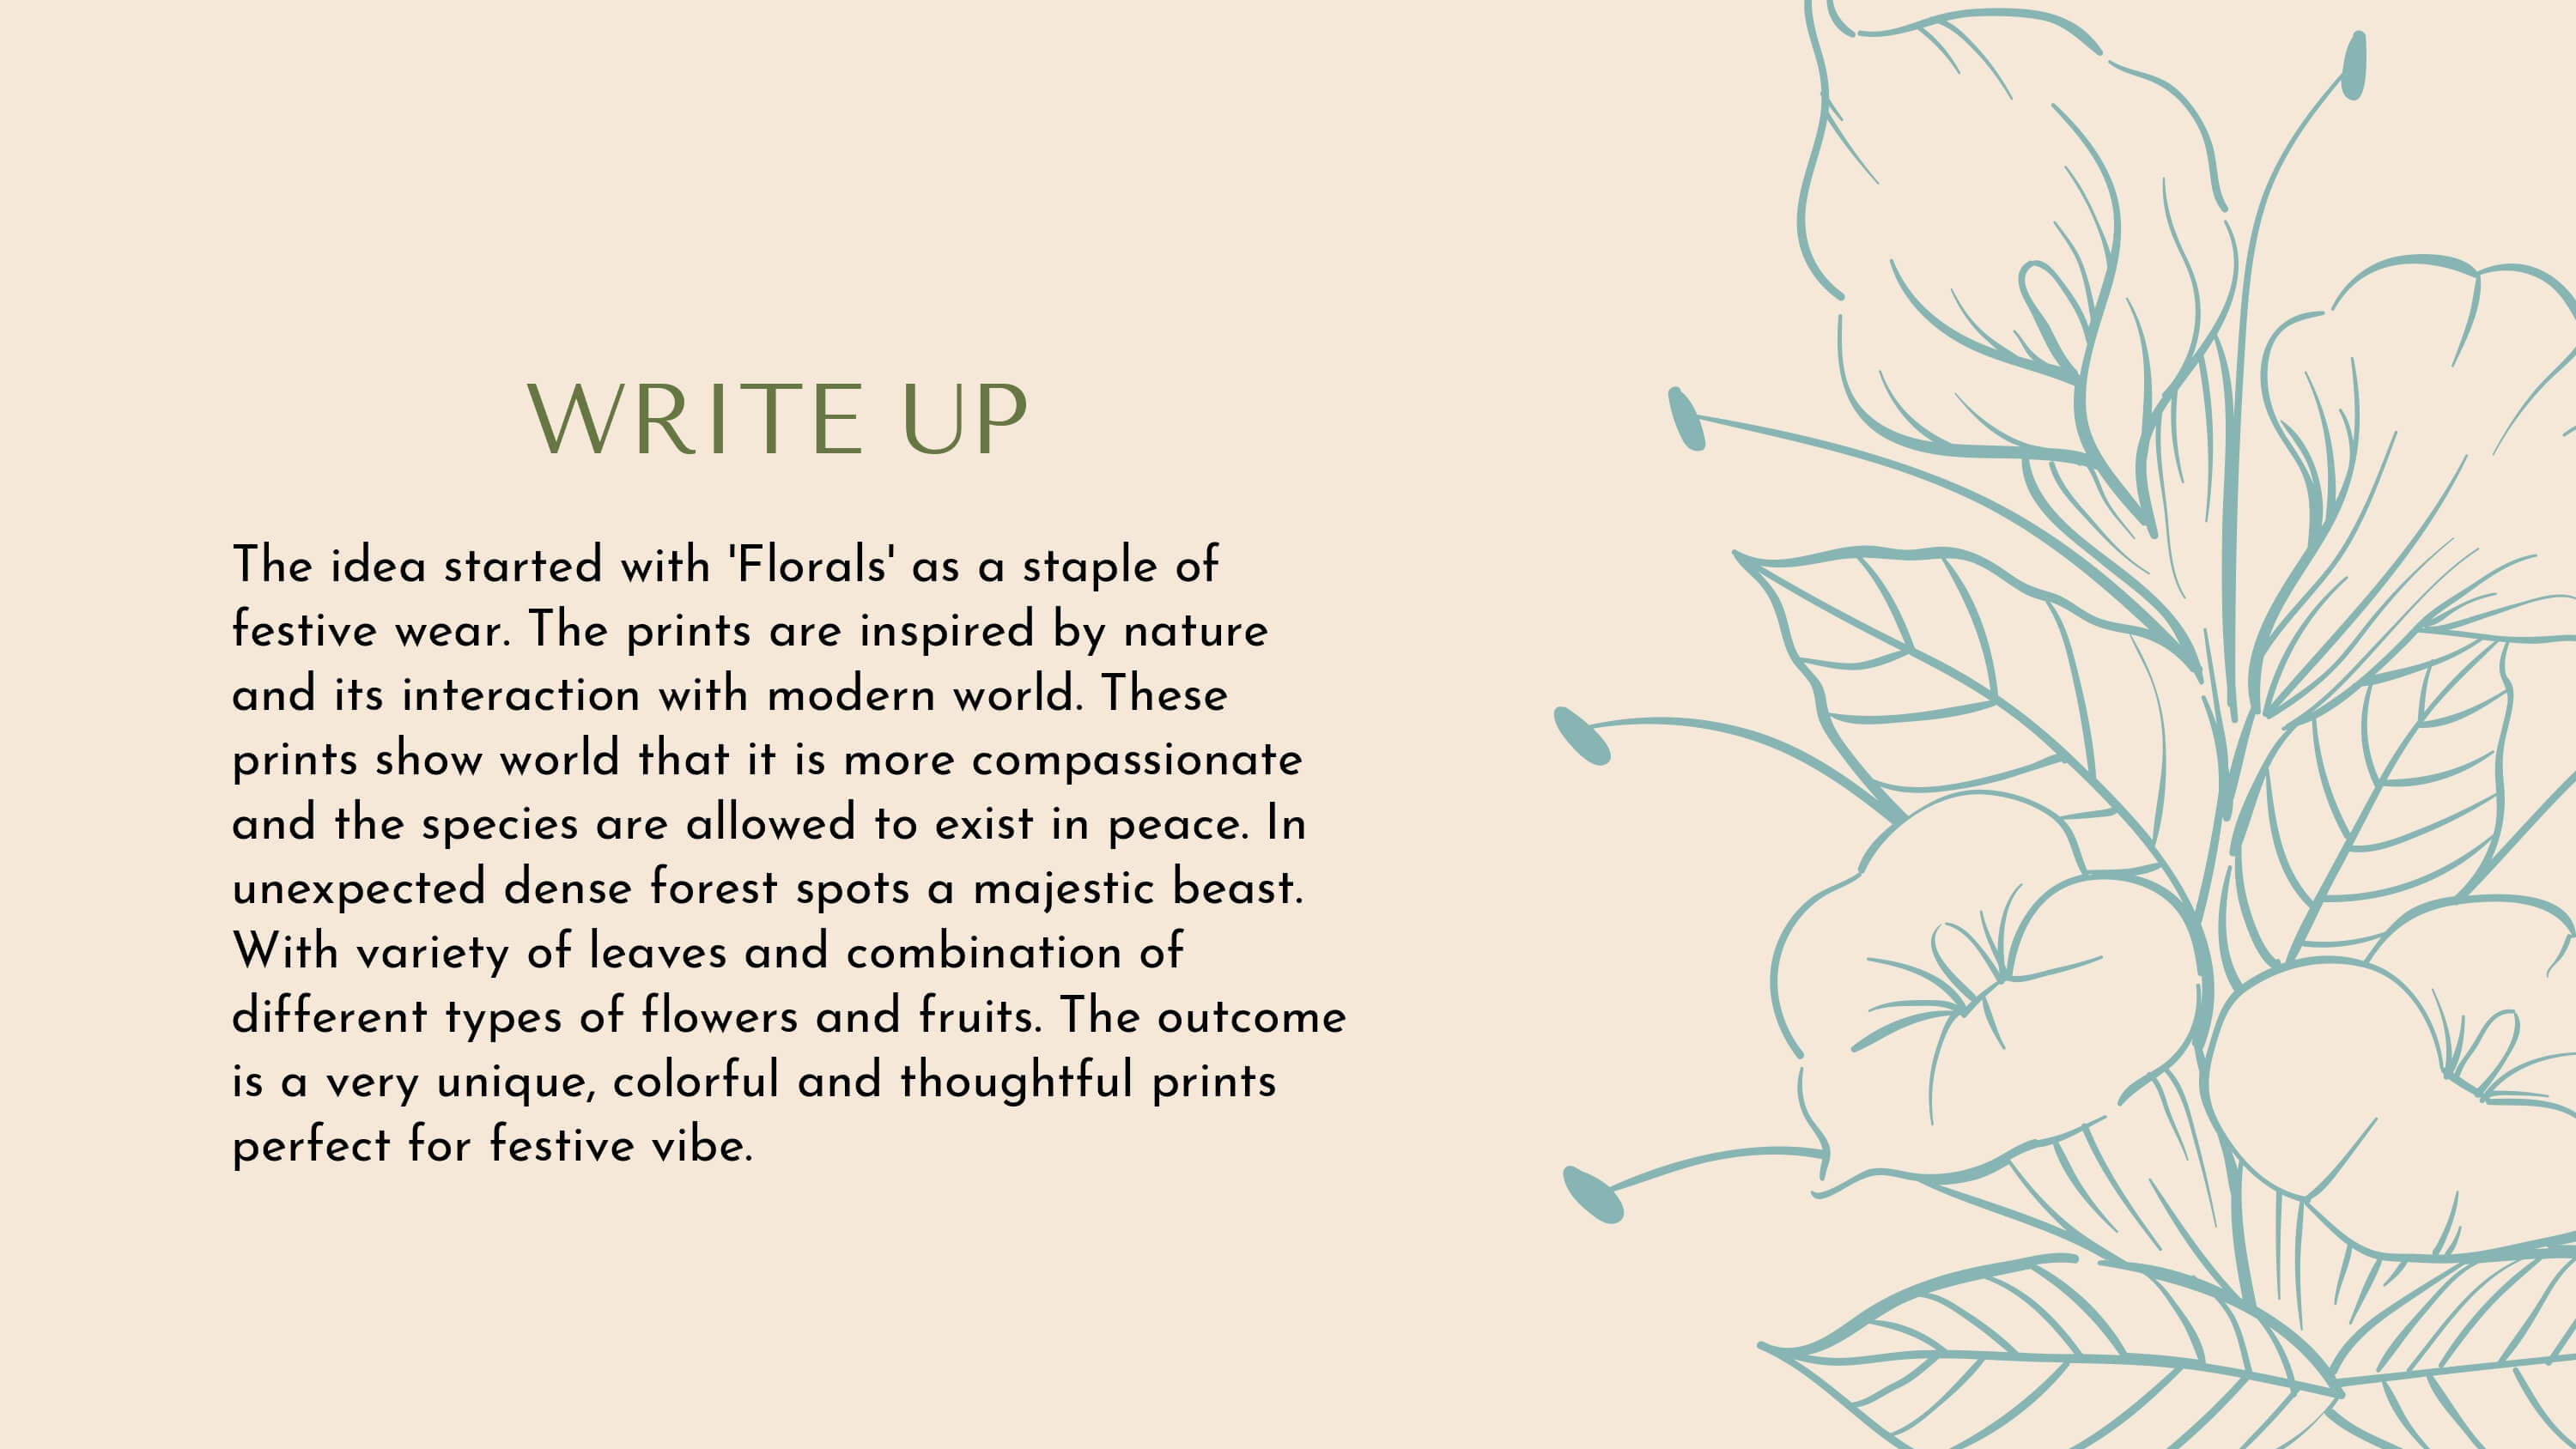 WRITE UP
The idea started with 'Florals' as a staple of
festive wear. The prints are inspired by nature
and its interaction with modern world. These
prints show world that it is more compassionate
and the species are allowed to exist in peace. In
unexpected dense forest spots a majestic beast.
With variety of leaves and combination of
different types of flowers and fruits. The outcome
is a very unique, colorful and thoughtful prints
perfect for festive vibe.